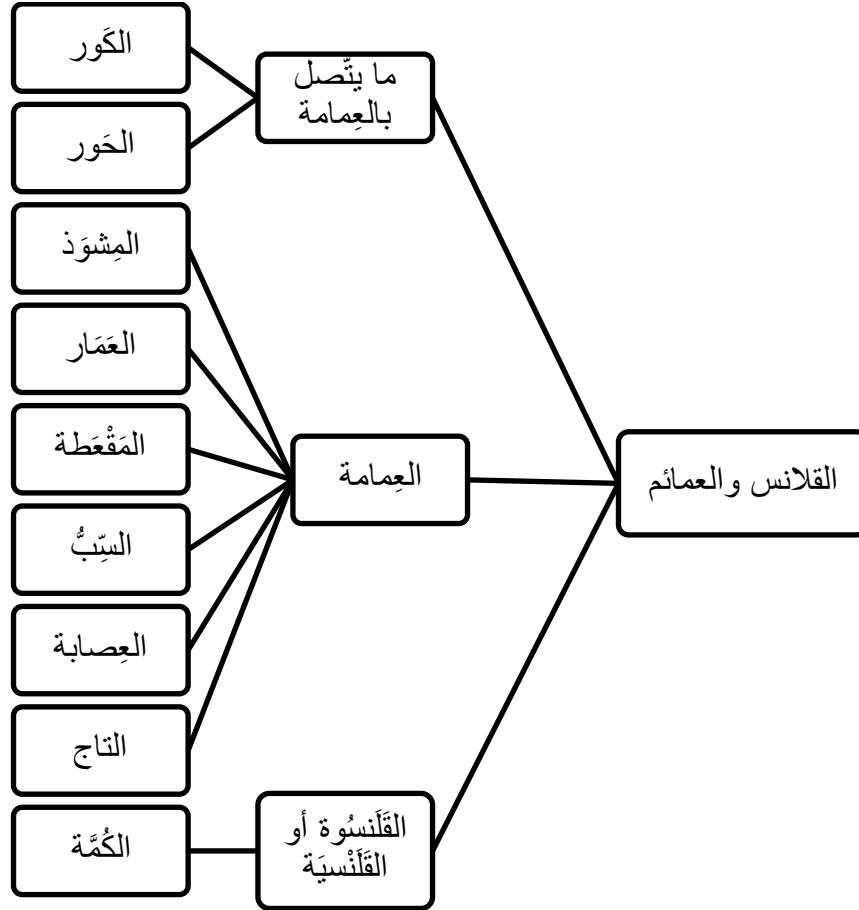 القلانس والعمائم
ما يتّصل
بالعِمامة
الكَور
الحَور
العِمامة
المِشوَذ
العَمَار
المَقْعَطة
السِّبُّ
العِصابة
التاج
القَلَنسُوة أو
القَلَنْسيَة
الكُمَّة